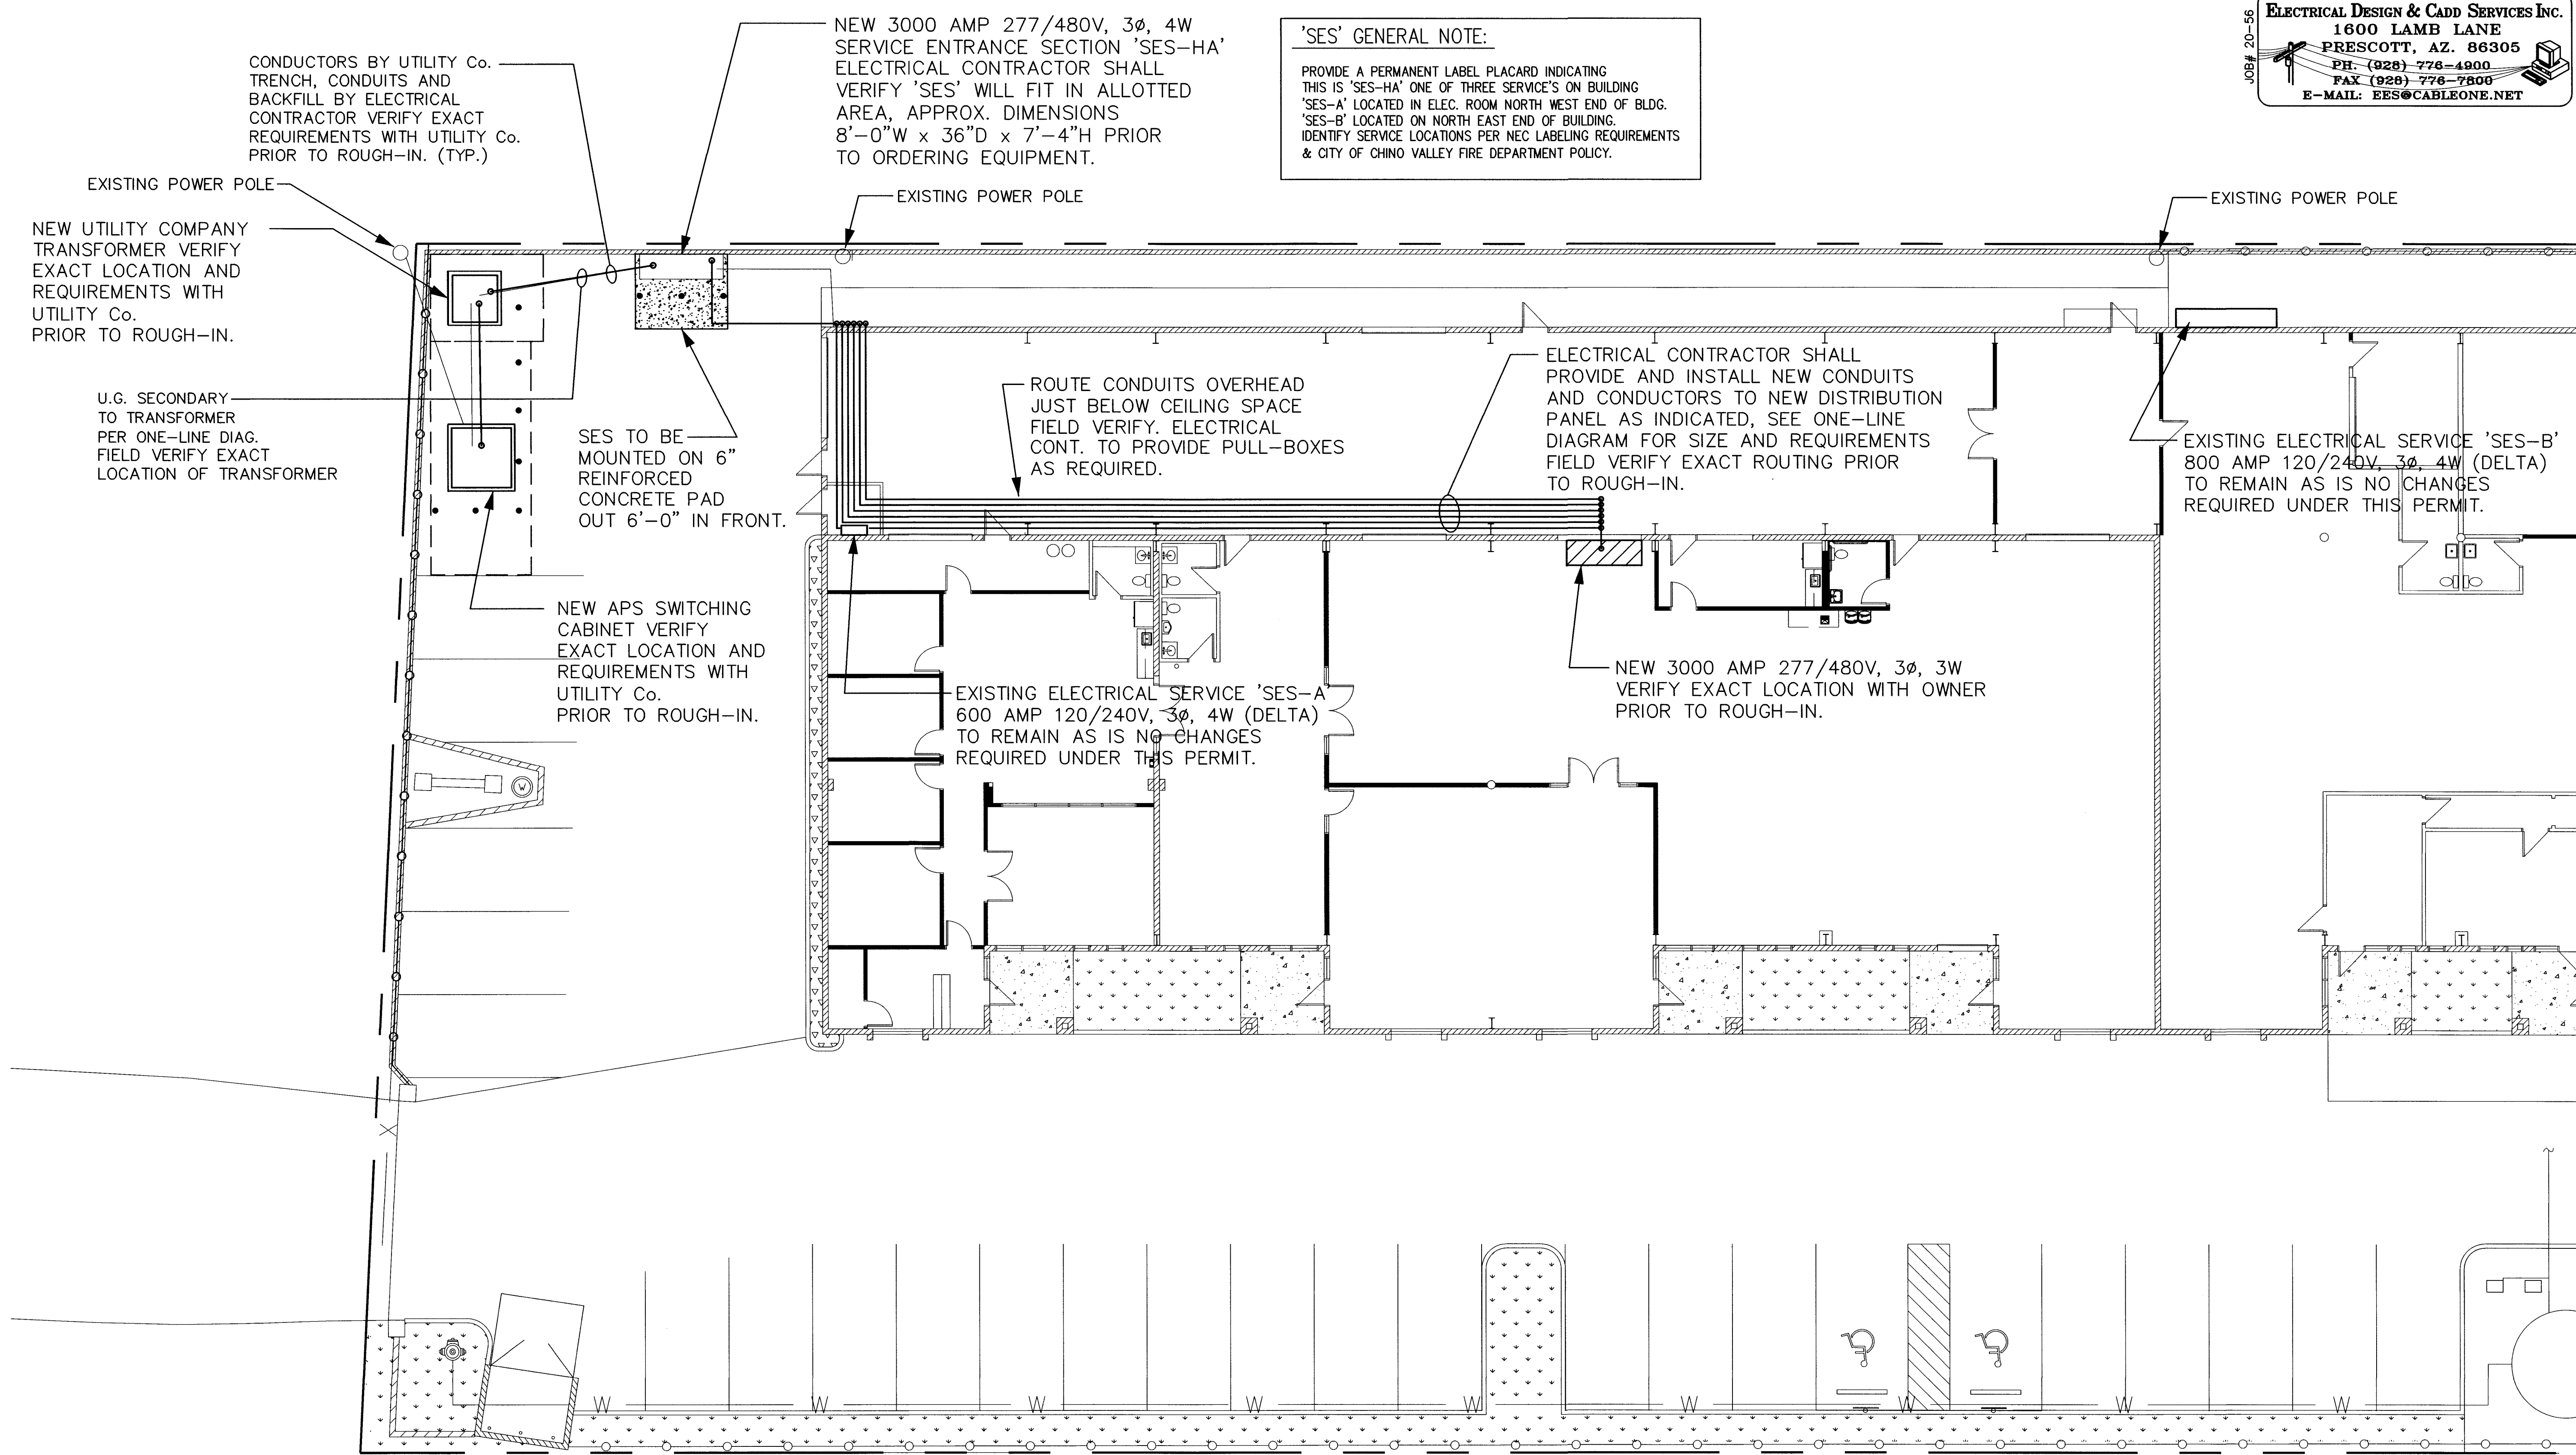 CONDUCTORS BY UTILITY Co.
TRENCH, CONDUITS AND
BACKFILL BY ELECTRICAL
CONTRACTOR VERIFY EXACT
REQUIREMENTS WITH UTILITY Co.
PRIOR TO ROUGH-IN. (TYP.)
NEW 3000 AMP 277/480V, 3ø, 4W
SERVICE ENTRANCE SECTION 'SES-HA'
ELECTRICAL CONTRACTOR SHALL
VERIFY 'SES' WILL FIT IN ALLOTTED
AREA, APPROX. DIMENSIONS
8'-0"W x 36"D x 7'-4"H PRIOR
TO ORDERING EQUIPMENT.
'SES' GENERAL NOTE:
PROVIDE A PERMANENT LABEL PLACARD INDICATING
THIS IS 'SES-HA' ONE OF THREE SERVICE'S ON BUILDING
'SES-A' LOCATED IN ELEC. ROOM NORTH WEST END OF BLDG.
'SES-B' LOCATED ON NORTH EAST END OF BUILDING.
IDENTIFY SERVICE LOCATIONS PER NEC LABELING REQUIREMENTS
& CITY OF CHINO VALLEY FIRE DEPARTMENT POLICY.
JOB# 20-56
ELECTRICAL DESIGN & CADD SERVICES INC.
1600 LAMB LANE
PRESCOTT, AZ. 86305
PH. (928) 776-4900
FAX (928) 776-7800
E-MAIL: EES@CABLEONE.NET
EXISTING POWER POLE
EXISTING POWER POLE
EXISTING POWER POLE
NEW UTILITY COMPANY
TRANSFORMER VERIFY
EXACT LOCATION AND
REQUIREMENTS WITH
UTILITY Co.
PRIOR TO ROUGH-IN.
U.G. SECONDARY
TO TRANSFORMER
PER ONE-LINE DIAG.
FIELD VERIFY EXACT
LOCATION OF TRANSFORMER
SES TO BE
MOUNTED ON 6"
REINFORCED
CONCRETE PAD
OUT 6'-0" IN FRONT.
ROUTE CONDUITS OVERHEAD
JUST BELOW CEILING SPACE
FIELD VERIFY. ELECTRICAL
CONT. TO PROVIDE PULL-BOXES
AS REQUIRED.
ELECTRICAL CONTRACTOR SHALL
PROVIDE AND INSTALL NEW CONDUITS
AND CONDUCTORS TO NEW DISTRIBUTION
PANEL AS INDICATED, SEE ONE-LINE
DIAGRAM FOR SIZE AND REQUIREMENTS
FIELD VERIFY EXACT ROUTING PRIOR
TO ROUGH-IN.
EXISTING ELECTRICAL SERVICE 'SES-B'
800 AMP 120/240V, 3ø, 4W (DELTA)
TO REMAIN AS IS NO CHANGES
REQUIRED UNDER THIS PERMIT.
NEW APS SWITCHING
CABINET VERIFY
EXACT LOCATION AND
REQUIREMENTS WITH
UTILITY Co.
PRIOR TO ROUGH-IN.
EXISTING ELECTRICAL SERVICE 'SES-A'
600 AMP 120/240V, 3ø, 4W (DELTA)
TO REMAIN AS IS NO CHANGES
REQUIRED UNDER THIS PERMIT.
NEW 3000 AMP 277/480V, 3ø, 3W
VERIFY EXACT LOCATION WITH OWNER
PRIOR TO ROUGH-IN.
W
W W W W W W W W W